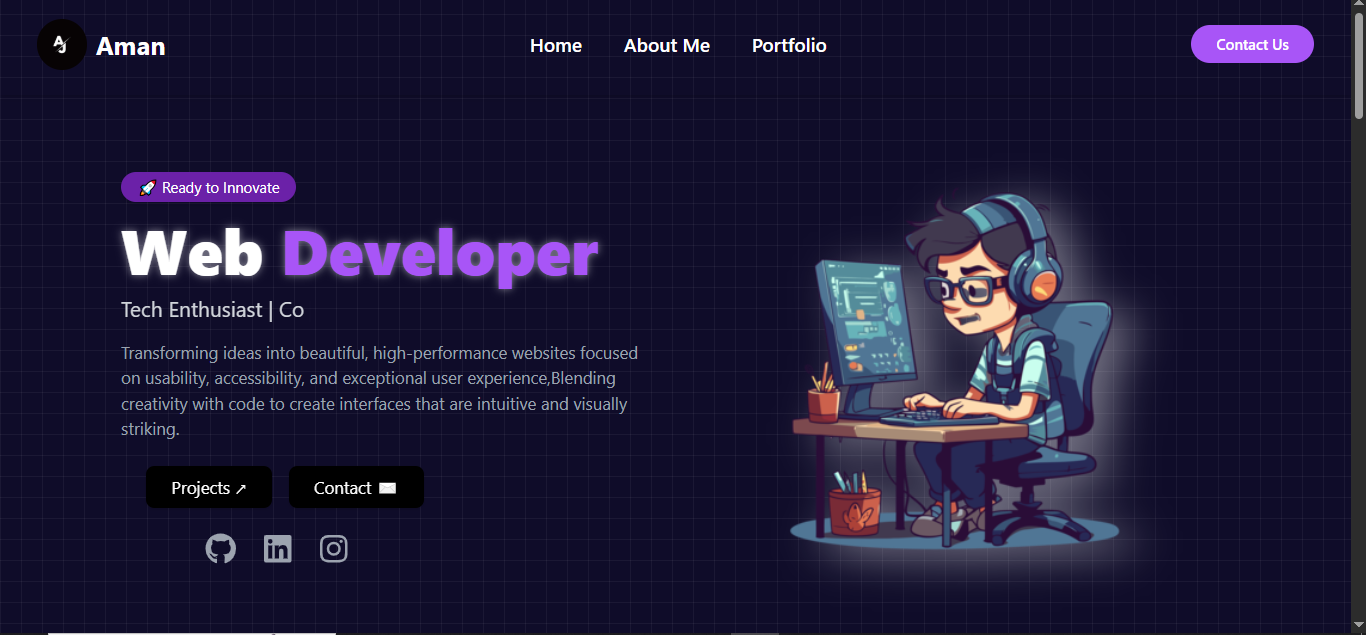 AJ Aman
Home About Me Portfolio
Contact Us
🚀 Ready to Innovate
Web Developer
Tech Enthusiast | Co
Transforming ideas into beautiful, high-performance websites focused
on usability, accessibility, and exceptional user experience,Blending
creativity with code to create interfaces that are intuitive and visually
striking.
Projects ↗ Contact ✉️
in